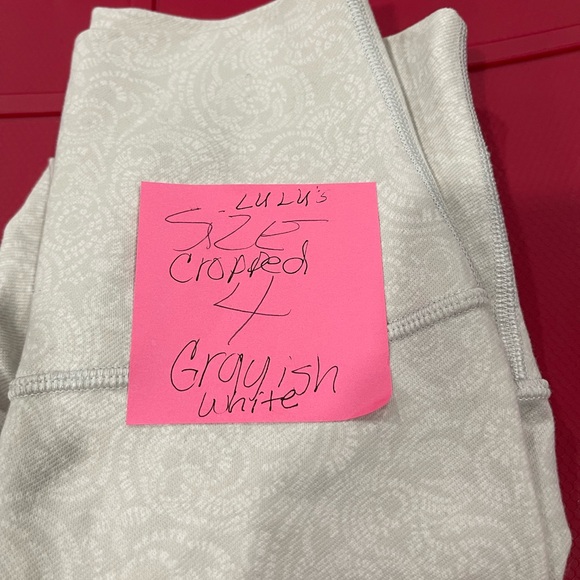 LULU's
SiZE
Cropped
4
Grayish
white